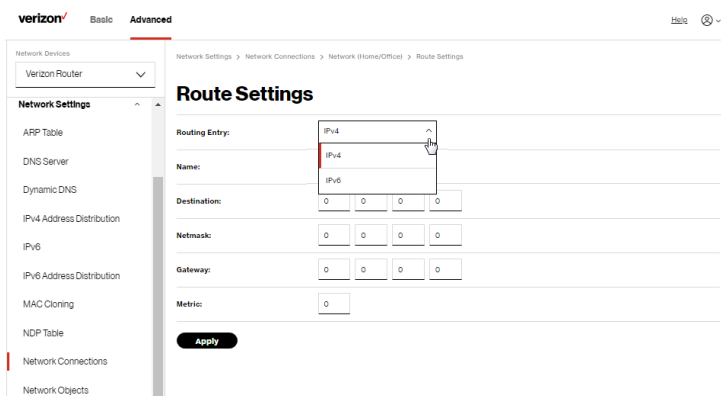 verizon✓ Basic Advanced Help
Network Devices
Verizon Router
Network Settings
ARP Table
DNS Server
Dynamic DNS
IPv4 Address Distribution
IPv6
IPv6 Address Distribution
MAC Cloning
NDP Table
Network Connections
Network Objects
Network Settings > Network Connections > Network (Home/Office) > Route Settings
Route Settings
Routing Entry: IPv4
IPv4
Name:
IPv6
Destination: 0 0 0 0
Netmask: 0 0 0 0
Gateway: 0 0 0 0
Metric: 0
Apply